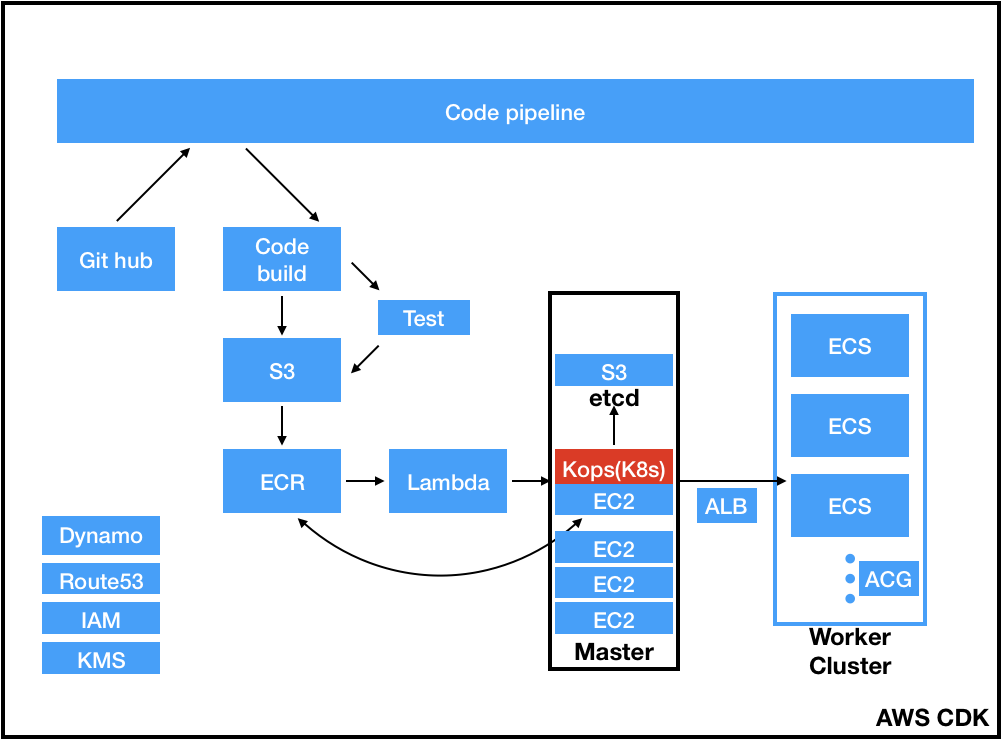 Code pipeline
Git hub
Code
build
Test
S3
ECR
Lambda
S3
etcd
Kops(K8s)
EC2
EC2
EC2
EC2
Master
ALB
ECS
ECS
ECS
ACG
Worker
Cluster
Dynamo
Route53
IAM
KMS
AWS CDK